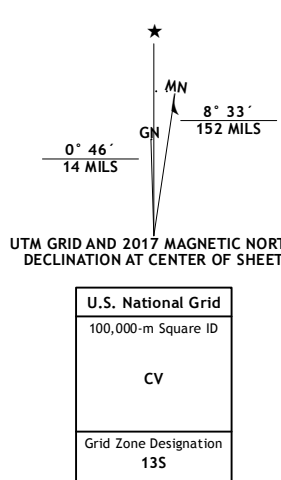 ★
MN
GN
8° 33´
152 MILS
0° 46´
14 MILS
UTM GRID AND 2017 MAGNETIC NORT
DECLINATION AT CENTER OF SHEET
U.S. National Grid
100,000-m Square ID
CV
Grid Zone Designation
13S